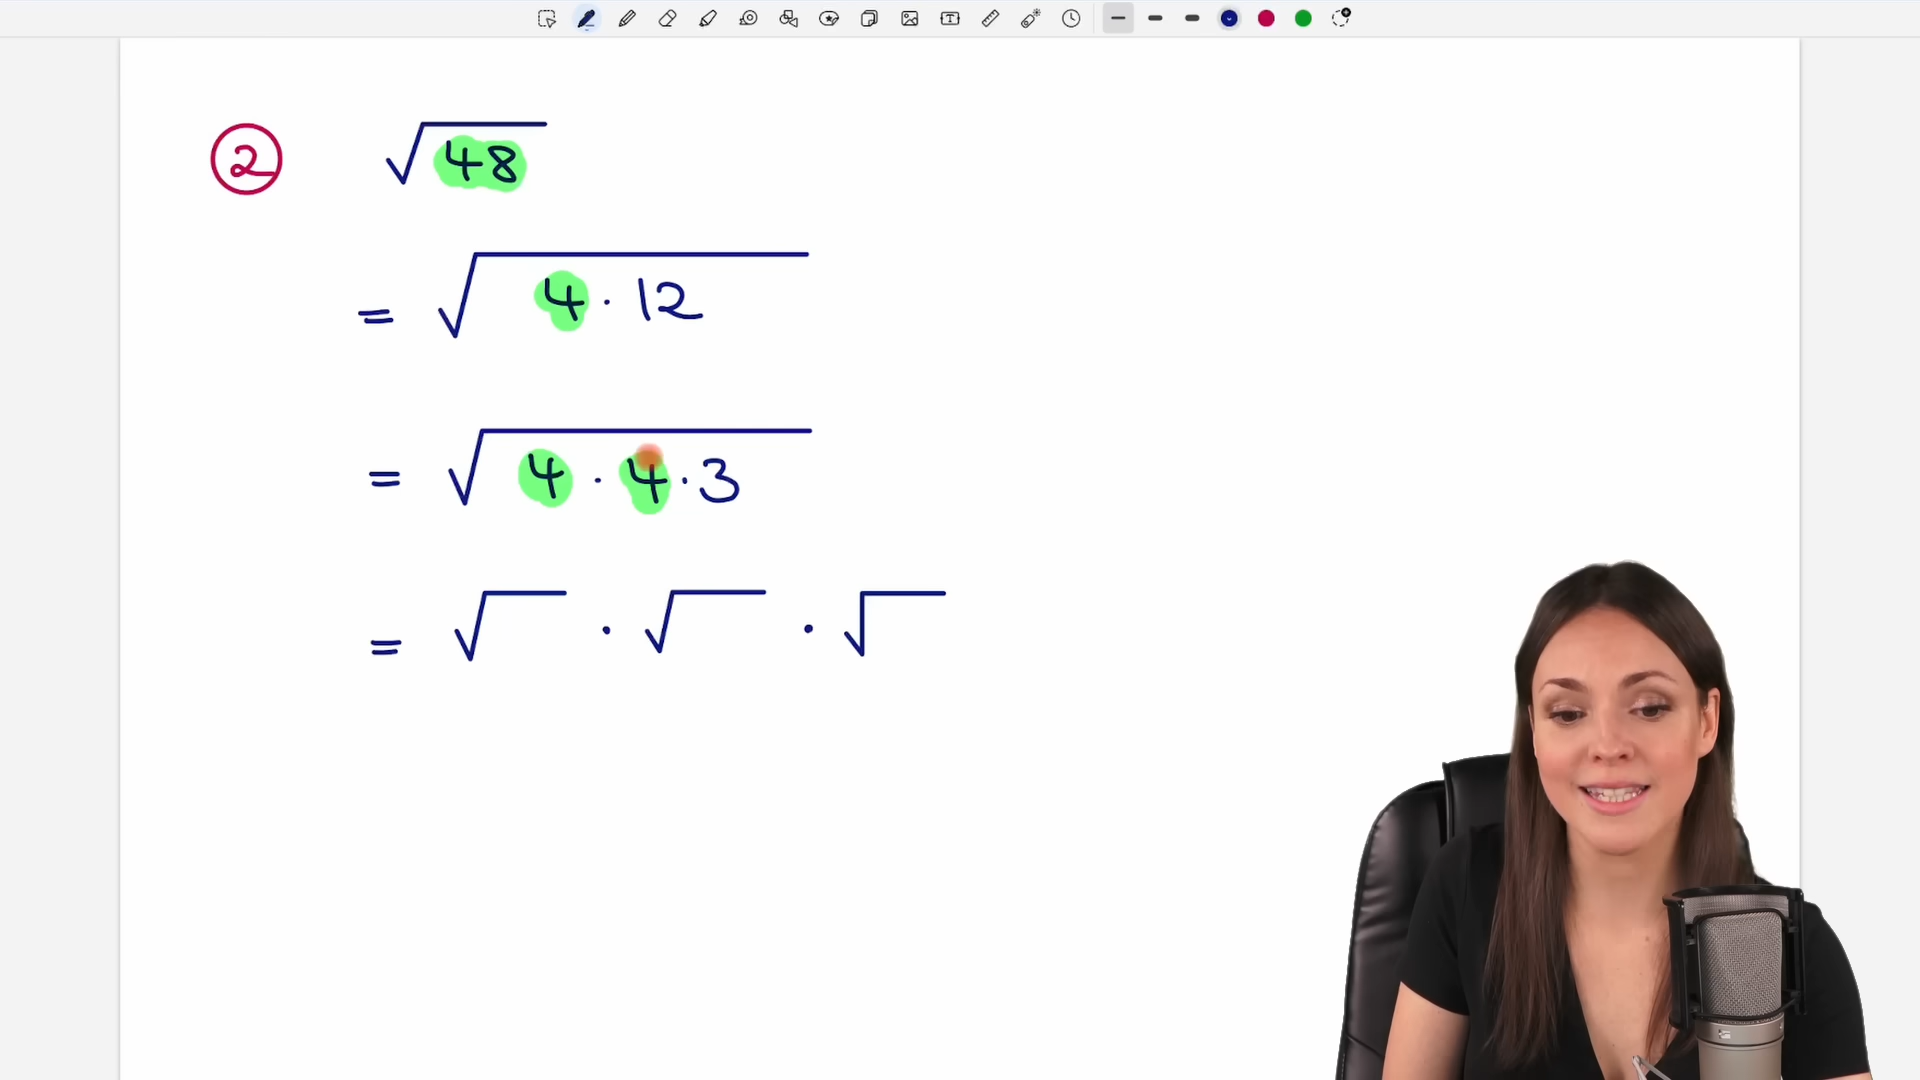 ② √48
= √4 · 12
= √4 · 4 · 3
= √ · √ · √